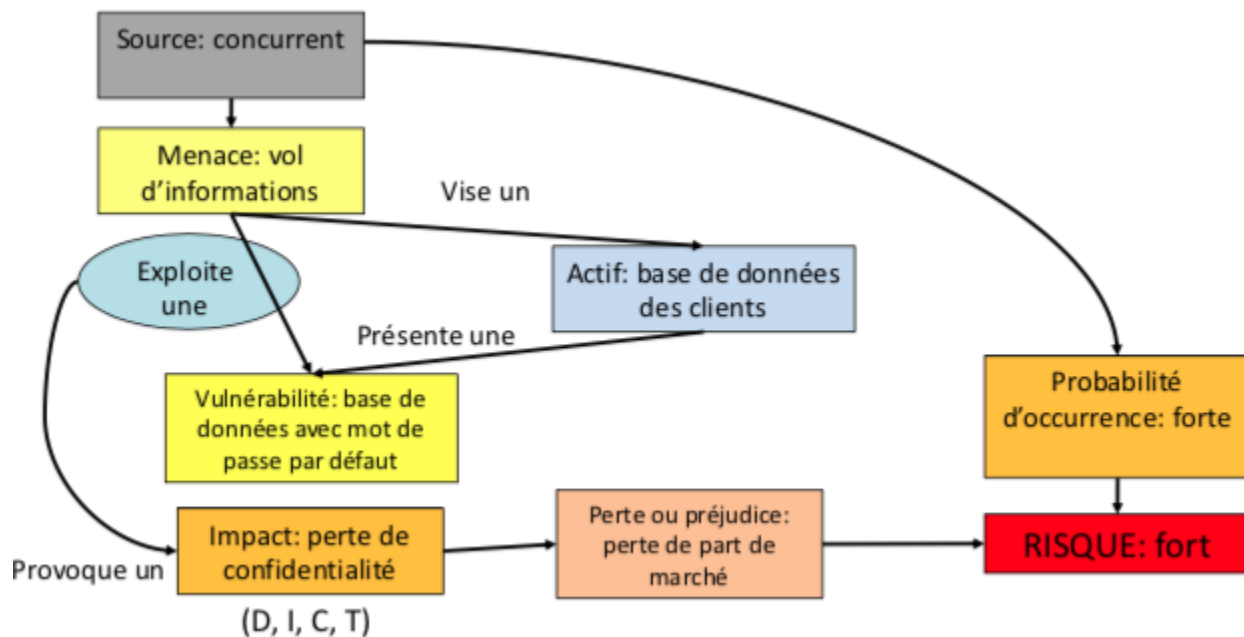 Source: concurrent
Menace: vol
d’informations
Vise un
Exploite
une
Actif: base de données
des clients
Présente une
Vulnérabilité: base de
données avec mot de
passe par défaut
Probabilité
d’occurrence: forte
Provoque un
Impact: perte de
confidentialité
(D, I, C, T)
Perte ou préjudice:
perte de part de
marché
RISQUE: fort